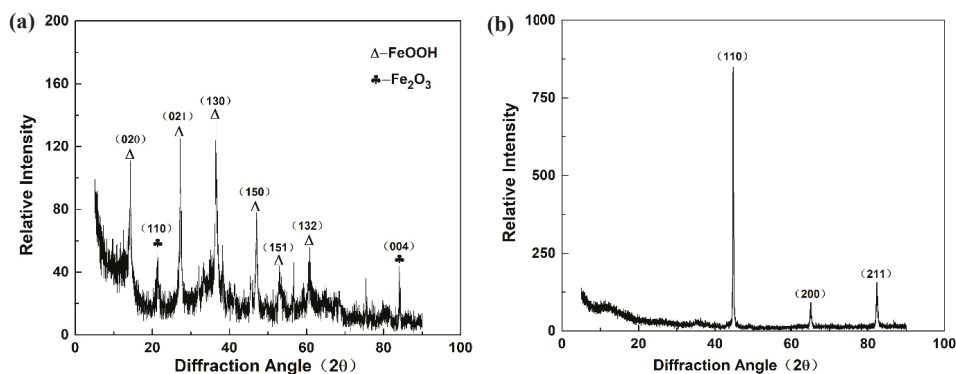 (a)
200
160
120
80
40
0
Relative Intensity
Δ–FeOOH
♣–Fe₂O₃
(020)
Δ
(110)
♣
(021)
Δ
(130)
Δ
(150)
Δ
(151)
Δ
(132)
Δ
(004)
♣
0 20 40 60 80 100
Diffraction Angle (2θ)
(b)
1000
750
500
250
0
Relative Intensity
(110)
(200)
(211)
0 20 40 60 80 100
Diffraction Angle (2θ)